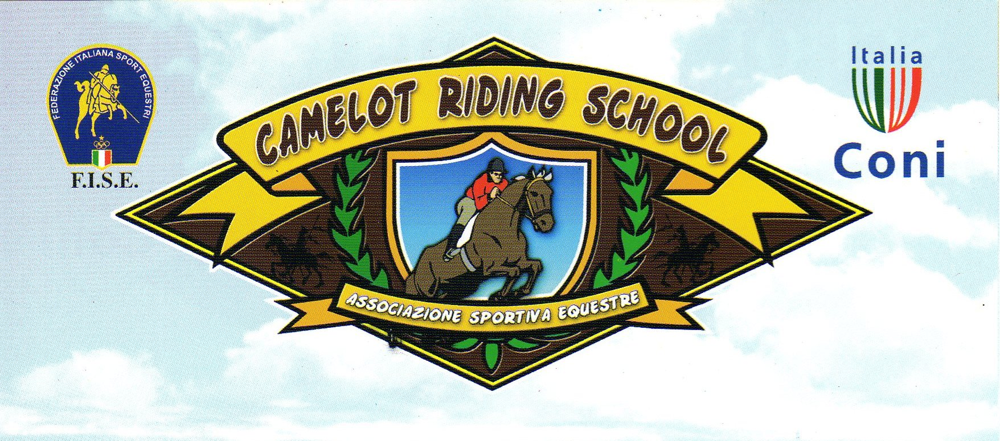 FEDERAZIONE ITALIANA SPORT EQUESTRI
F.I.S.E.
CAMELOT RIDING SCHOOL
ASSOCIAZIONE SPORTIVA EQUESTRE
Italia
Coni